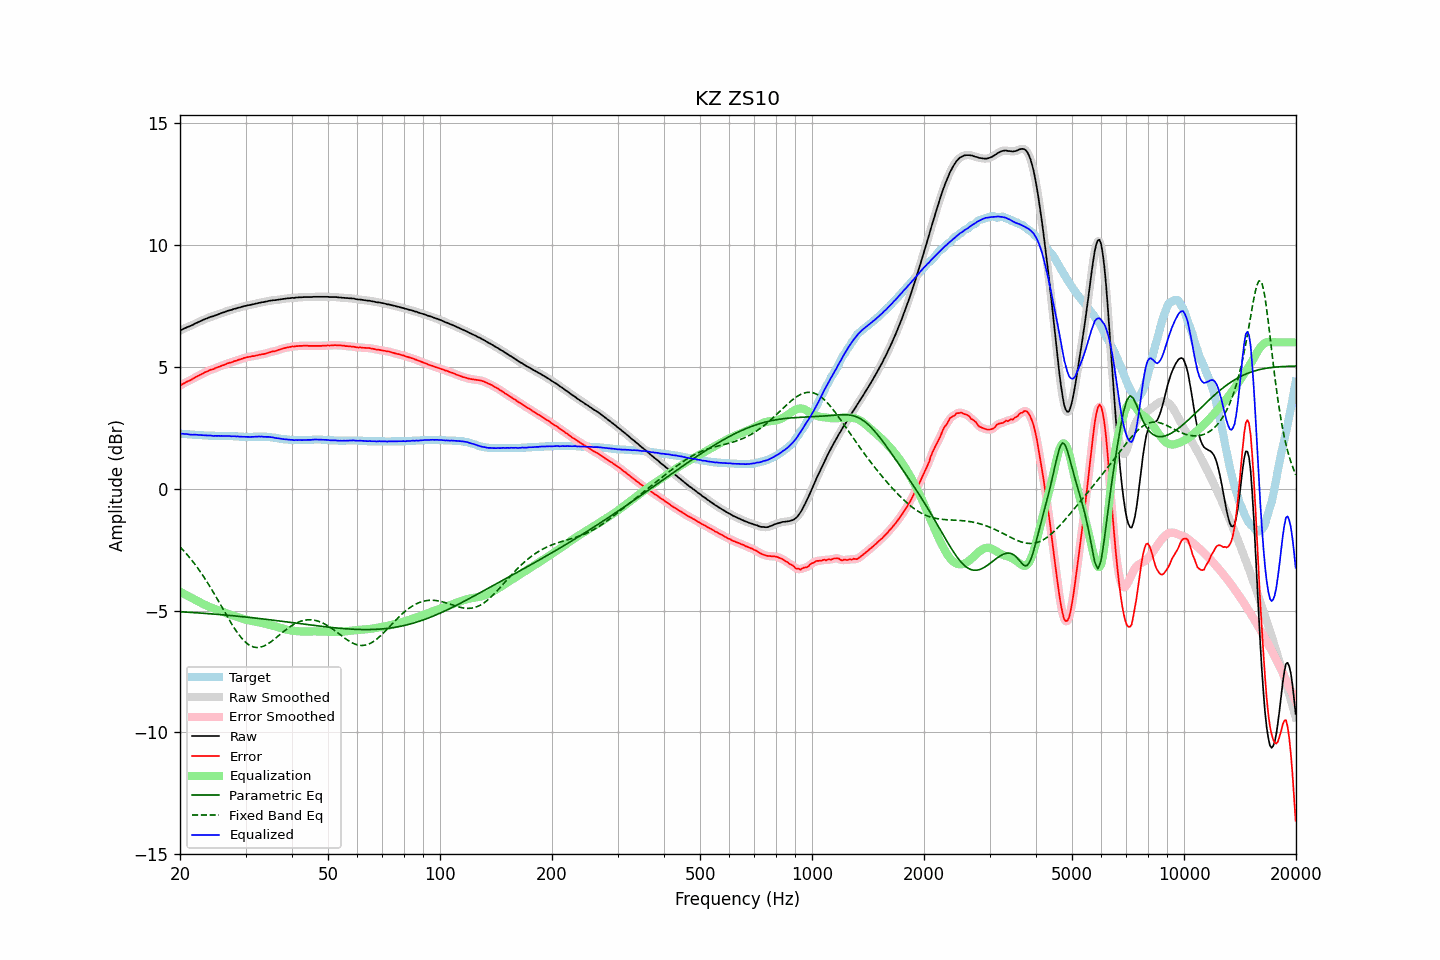 KZ ZS10
Amplitude (dBr)
15
10
5
0
−5
−10
−15
Target
Raw Smoothed
Error Smoothed
Raw
Error
Equalization
Parametric Eq
Fixed Band Eq
Equalized
20 50 100 200 500 1000 2000 5000 10000 20000
Frequency (Hz)